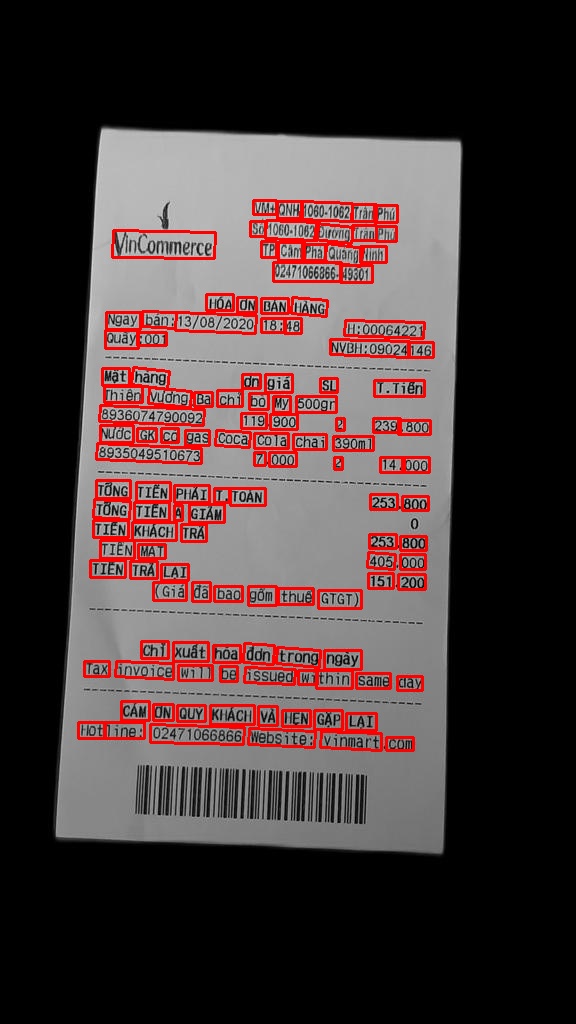 VinCommerce
VM+ QNH 1060-1062 Trần Phú
Số 1060-1062 Đường Trần Phú
TP. Cẩm Phả Quảng Ninh
02471066866-49301
HÓA ĐƠN BÁN HÀNG
Ngày bán:13/08/2020 18:48 H:00064221
Quầy:001 NVBH:09024146
Mặt hàng Đơn giá SL T.Tiền
Thiên Vương.Ba chỉ bò Mỹ 500gr
8936074790092 119.900 2 239.800
Nước GK có gas Coca Cola chai 390ml
8935049510673 7.000 2 14.000
TỔNG TIỀN PHẢI T.TOÁN 253.800
TỔNG TIỀN ĐÃ GIẢM 0
TIỀN KHÁCH TRẢ 253.800
TIỀN MẶT 405.000
TIỀN TRẢ LẠI 151.200
(Giá đã bao gồm thuế GTGT)
Chỉ xuất hóa đơn trong ngày
Tax invoice will be issued within same day
CẢM ƠN QUÝ KHÁCH VÀ HẸN GẶP LẠI
Hotline: 02471066866 Website: vinmart.com